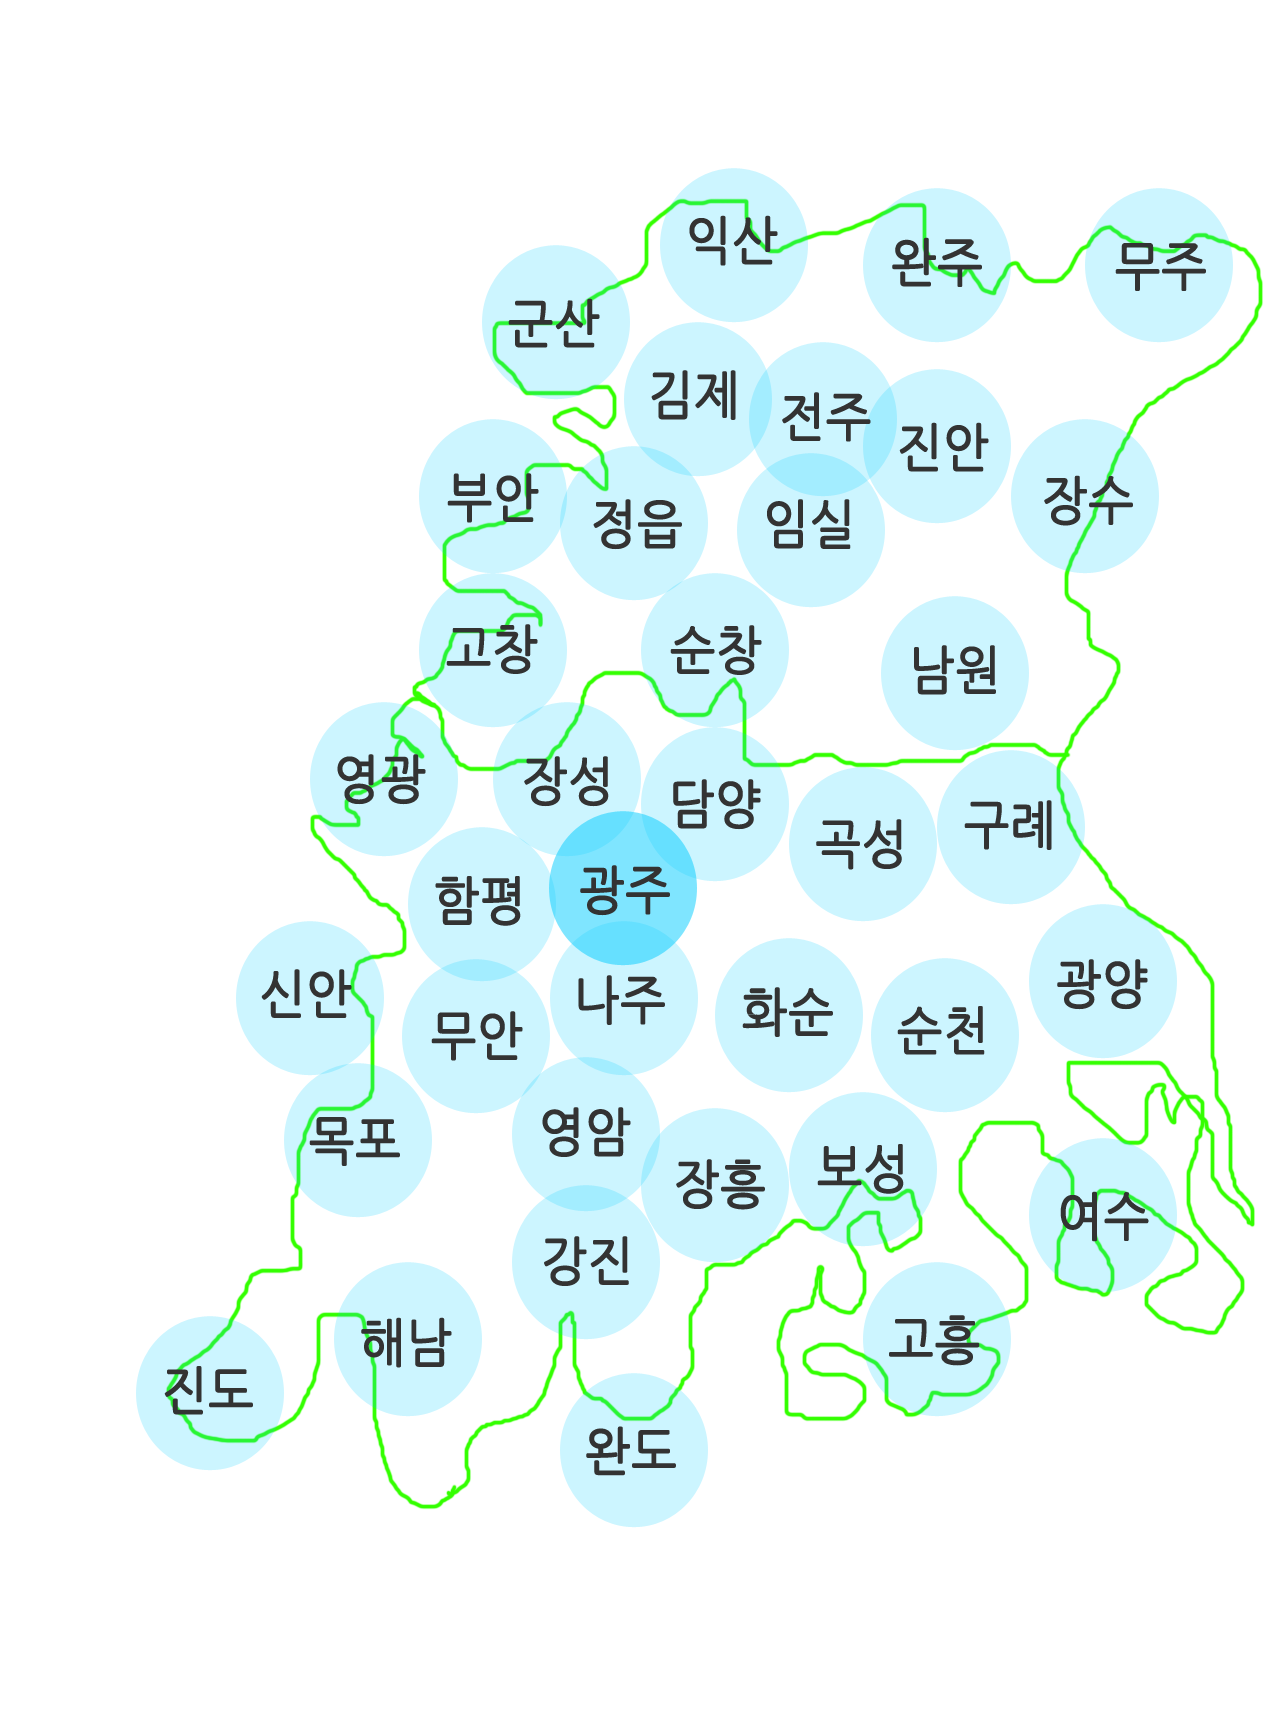 익산
완주
무주
군산
김제
전주
진안
부안
정읍
임실
장수
고창
순창
남원
영광
장성
담양
곡성
구례
함평
광주
신안
무안
나주
화순
순천
광양
목포
영암
장흥
보성
여수
강진
해남
고흥
진도
완도